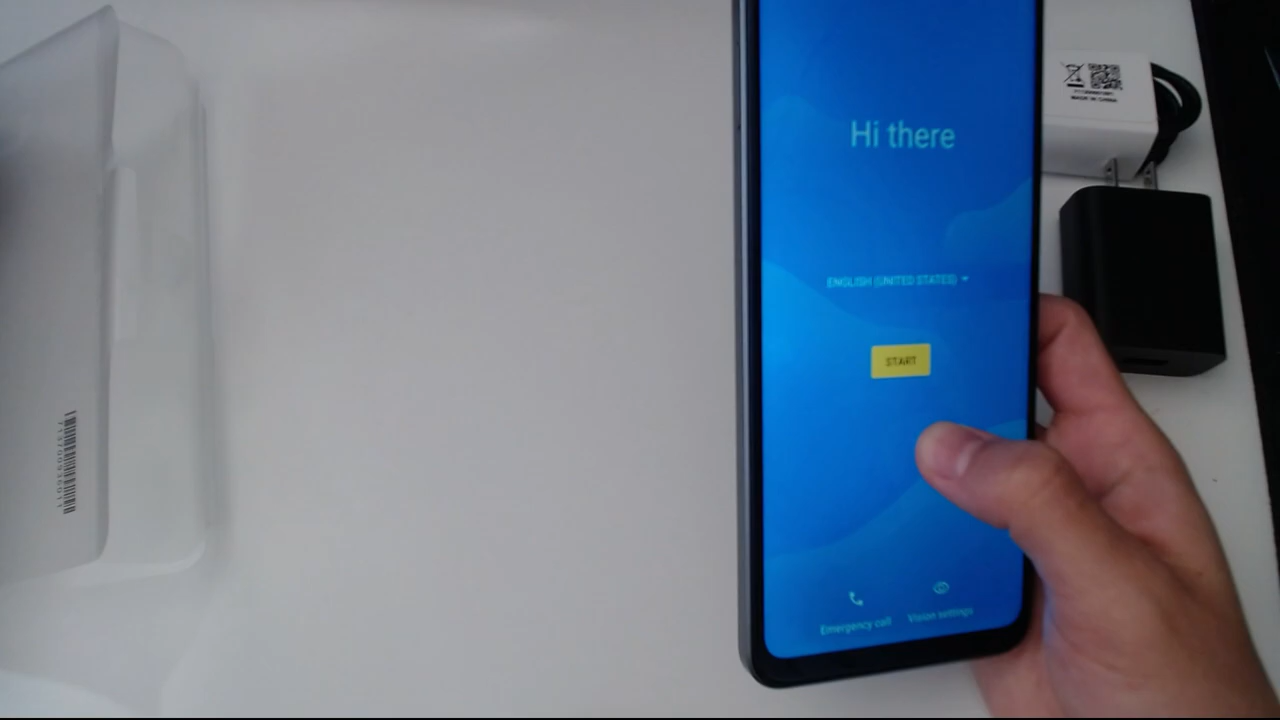 Hi there
ENGLISH (UNITED STATES)
START
Emergency call
Vision settings
MADE IN CHINA